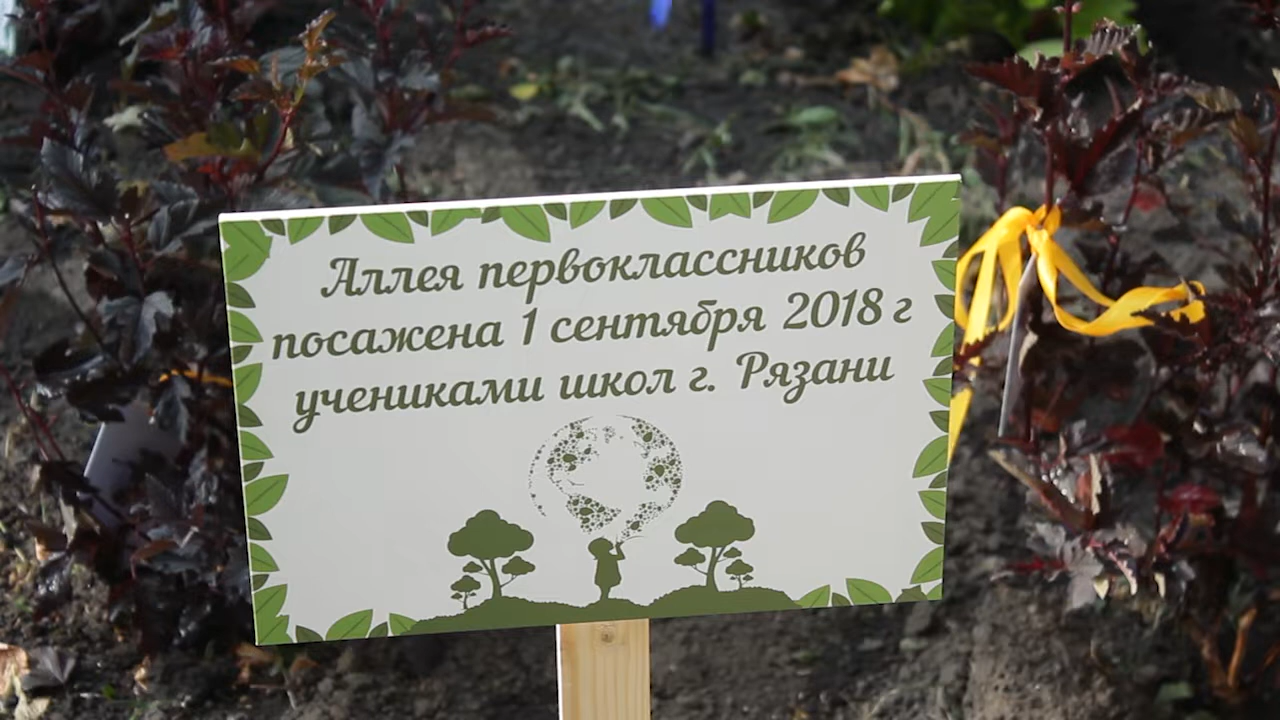 Аллея первоклассников
посажена 1 сентября 2018 г
учениками школ г. Рязани